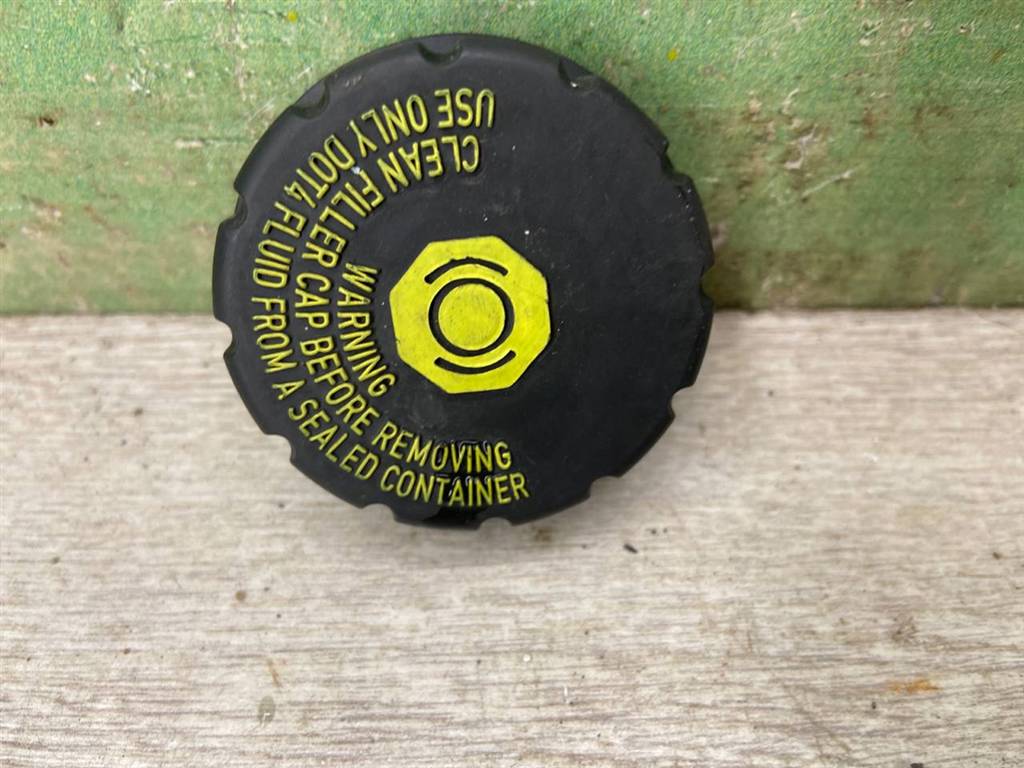 WARNING
CLEAN FILLER CAP BEFORE REMOVING
USE ONLY DOT4 FLUID FROM A SEALED CONTAINER